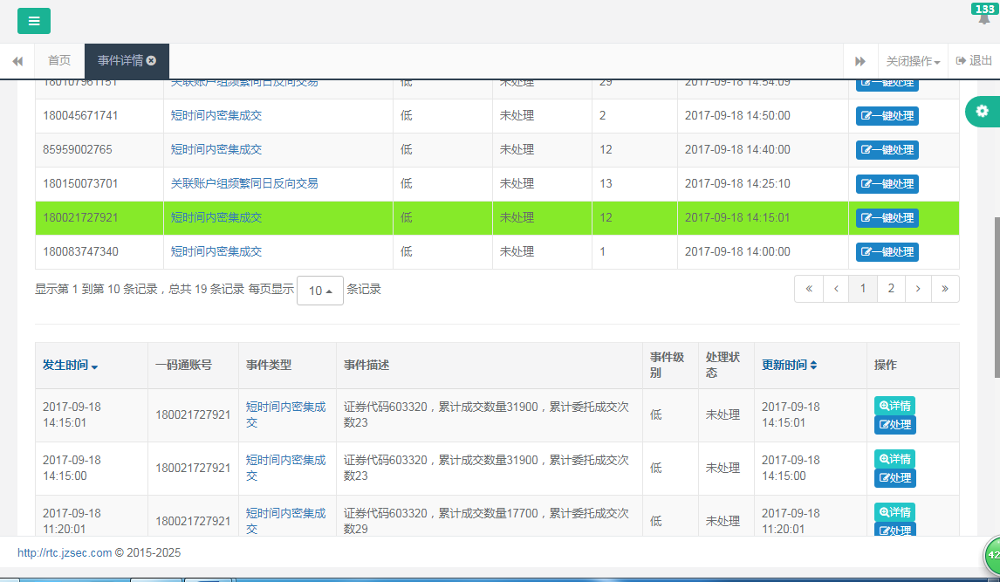 133
首页
事件详情
关闭操作
退出
180107961151 关联账户组频繁同日反向交易 低 未处理 29 2017-09-18 14:54:09 一键处理
180045671741 短时间内密集成交 低 未处理 2 2017-09-18 14:50:00 一键处理
85959002765 短时间内密集成交 低 未处理 12 2017-09-18 14:40:00 一键处理
180150073701 关联账户组频繁同日反向交易 低 未处理 13 2017-09-18 14:25:10 一键处理
180021727921 短时间内密集成交 低 未处理 12 2017-09-18 14:15:01 一键处理
180083747340 短时间内密集成交 低 未处理 1 2017-09-18 14:00:00 一键处理
显示第 1 到第 10 条记录，总共 19 条记录 每页显示 10 条记录
« ‹ 1 2 › »
发生时间 一码通账号 事件类型 事件描述 事件级别 处理状态 更新时间 操作
2017-09-18 14:15:01 180021727921 短时间内密集成交 证券代码603320，累计成交数量31900，累计委托成交次数23 低 未处理 2017-09-18 14:15:01 详情 处理
2017-09-18 14:15:00 180021727921 短时间内密集成交 证券代码603320，累计成交数量31900，累计委托成交次数23 低 未处理 2017-09-18 14:15:00 详情 处理
2017-09-18 11:20:01 180021727921 短时间内密集成交 证券代码603320，累计成交数量17700，累计委托成交次数29 低 未处理 2017-09-18 11:20:01 详情 处理
http://rtc.jzsec.com © 2015-2025